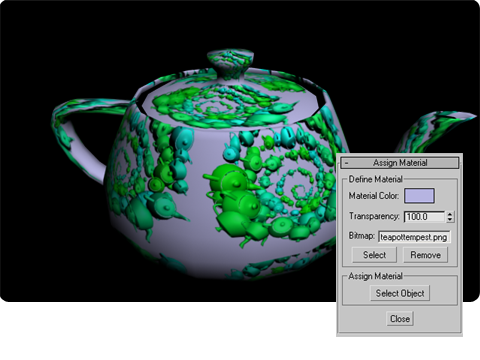 - Assign Material
Define Material
Material Color:
Transparency: 100.0
Bitmap: teapottempest.png
Select Remove
Assign Material
Select Object
Close